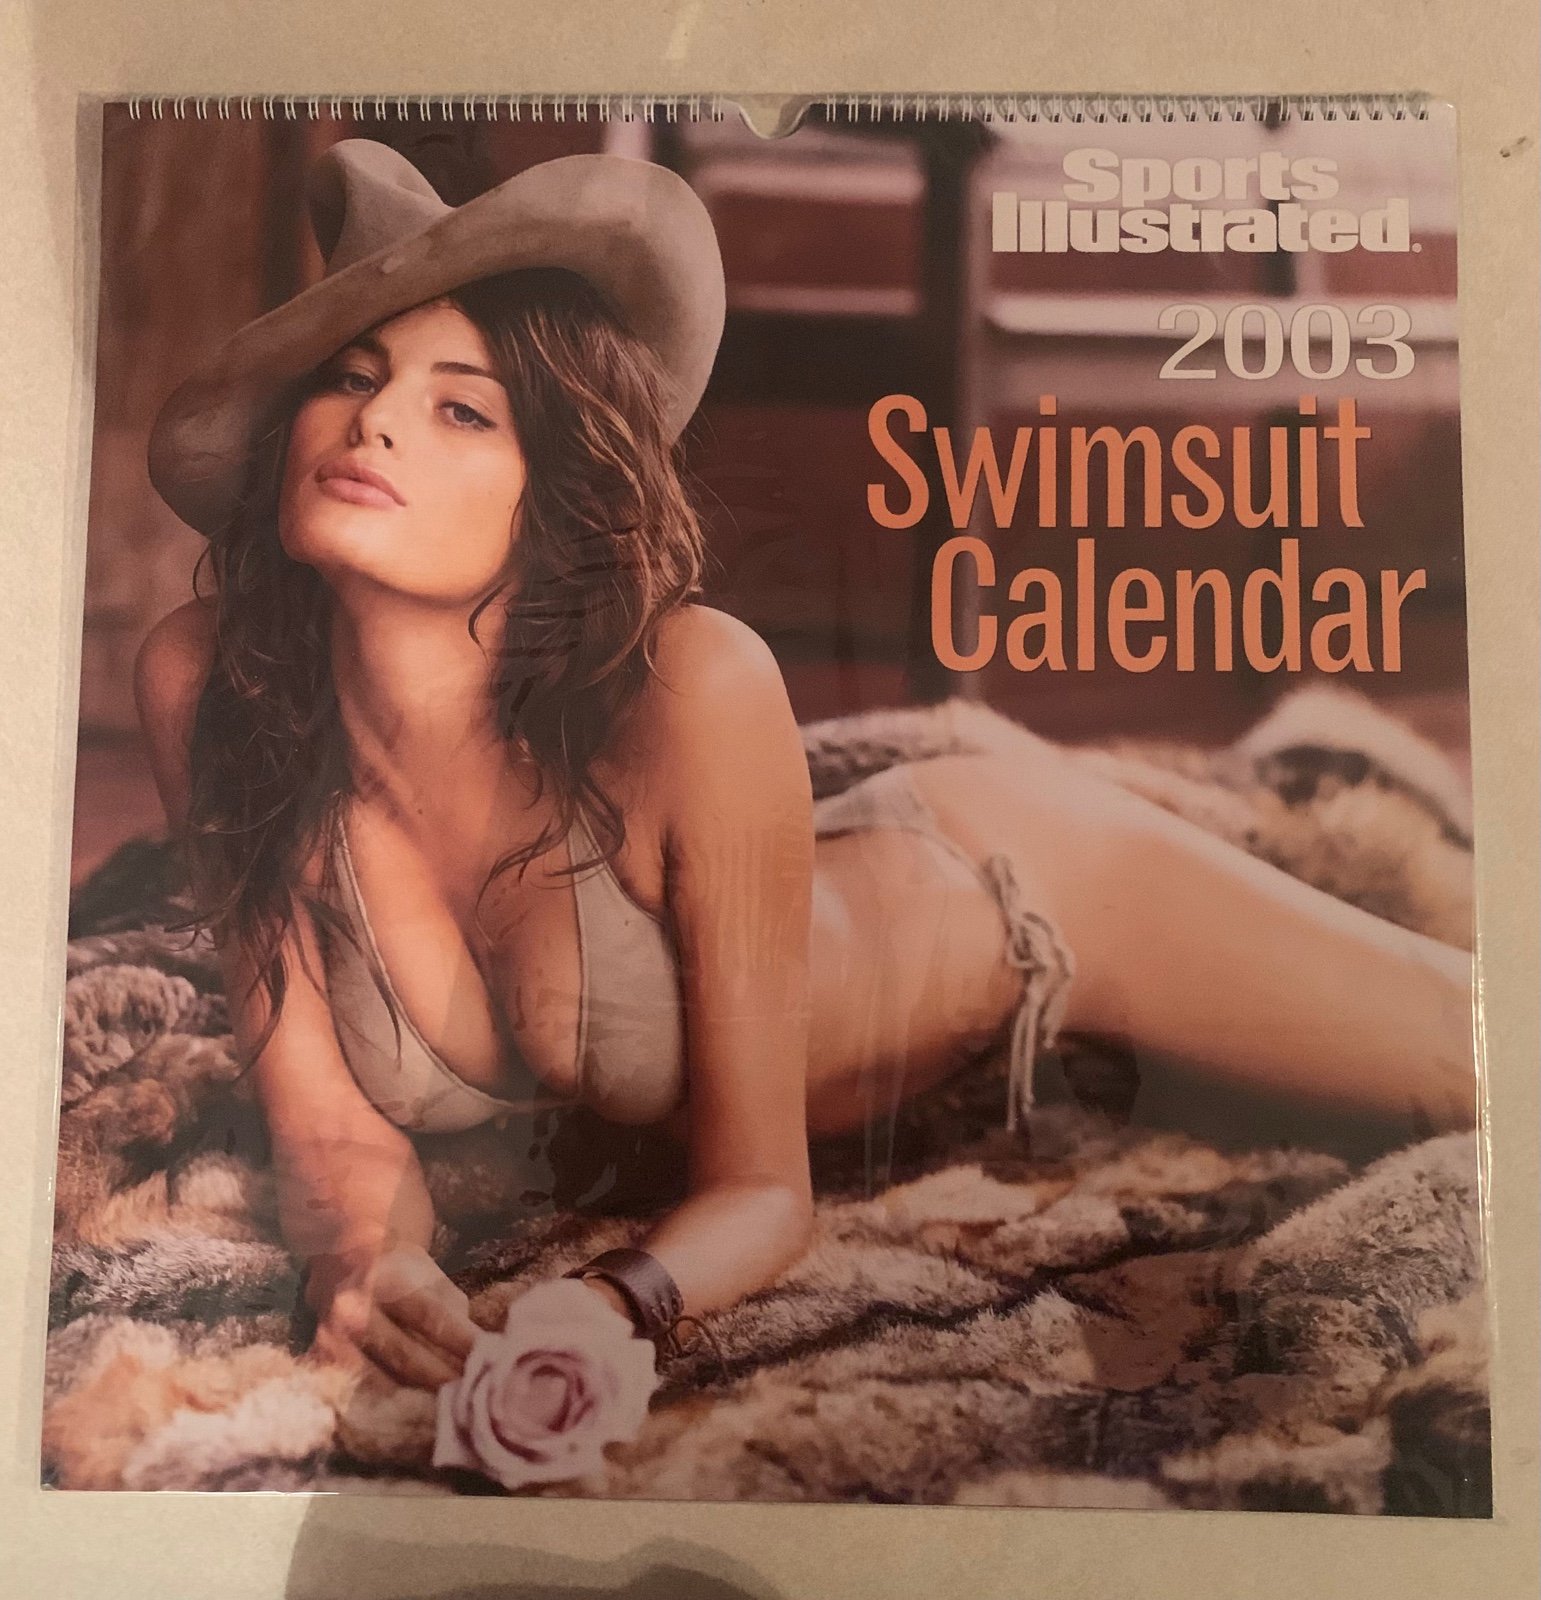 Sports
Illustrated.
2003
Swimsuit
Calendar